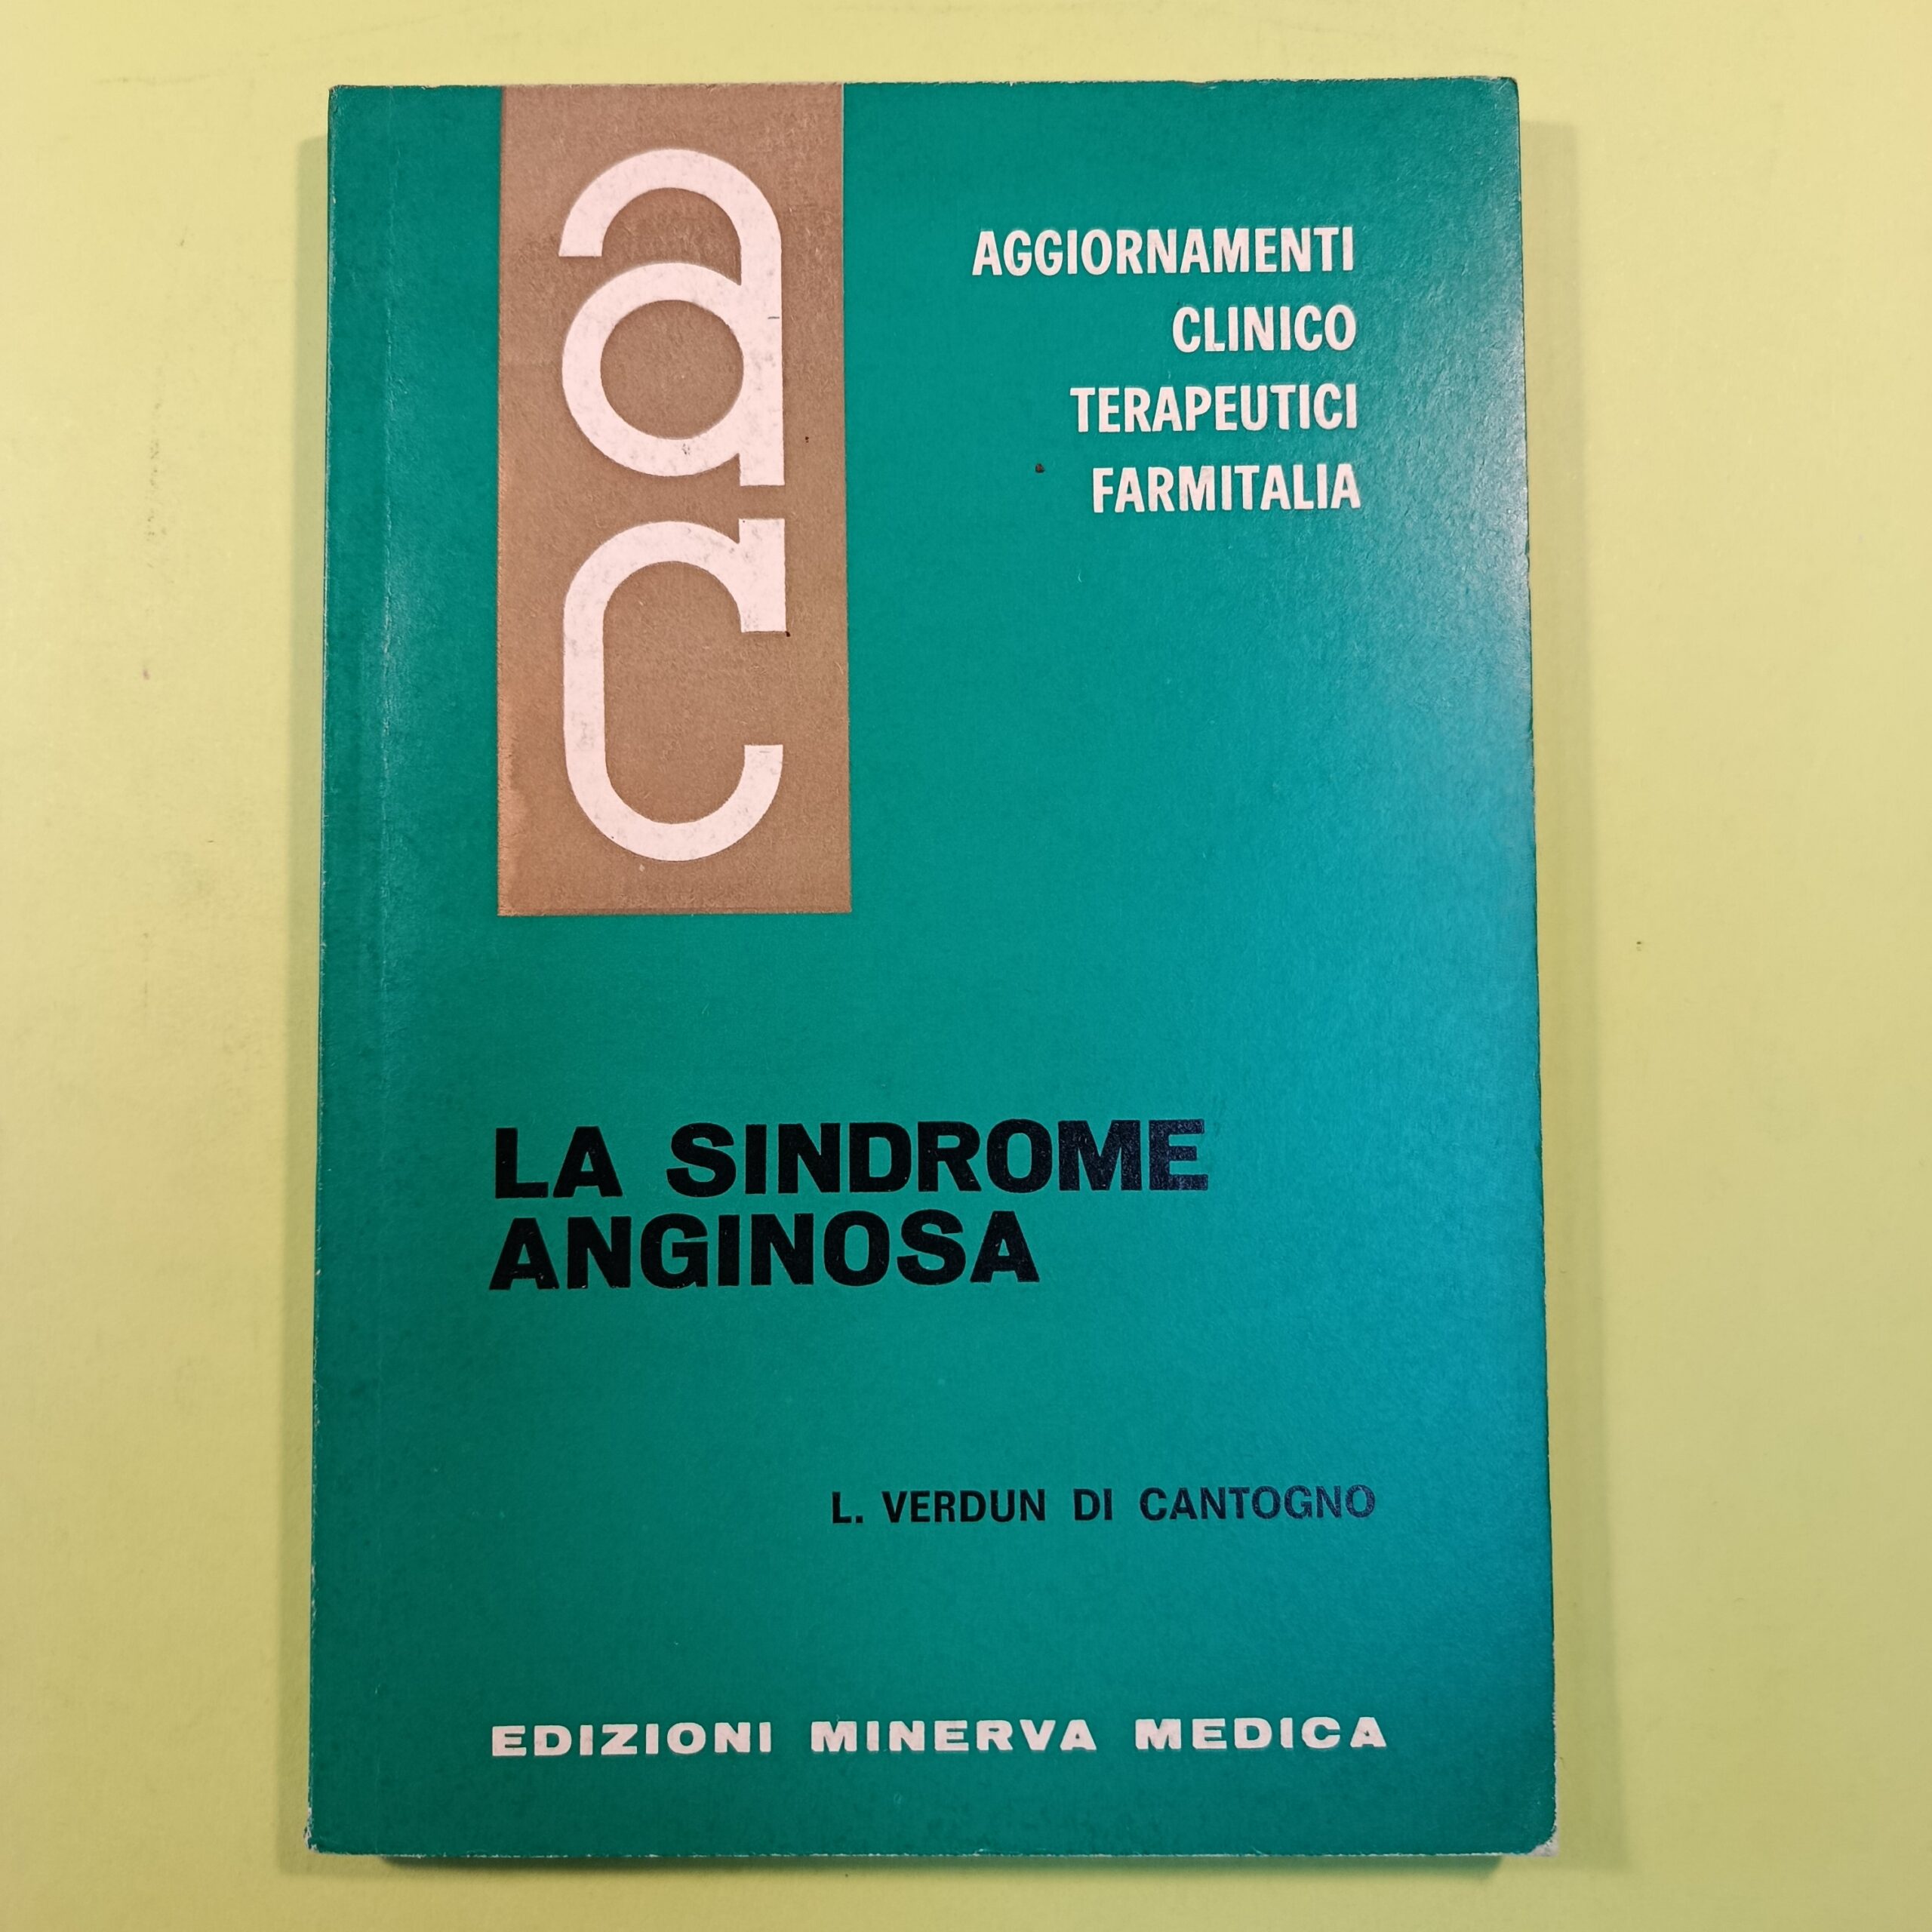 ac
AGGIORNAMENTI
CLINICO
TERAPEUTICI
FARMITALIA
LA SINDROME
ANGINOSA
L. VERDUN DI CANTOGNO
EDIZIONI MINERVA MEDICA